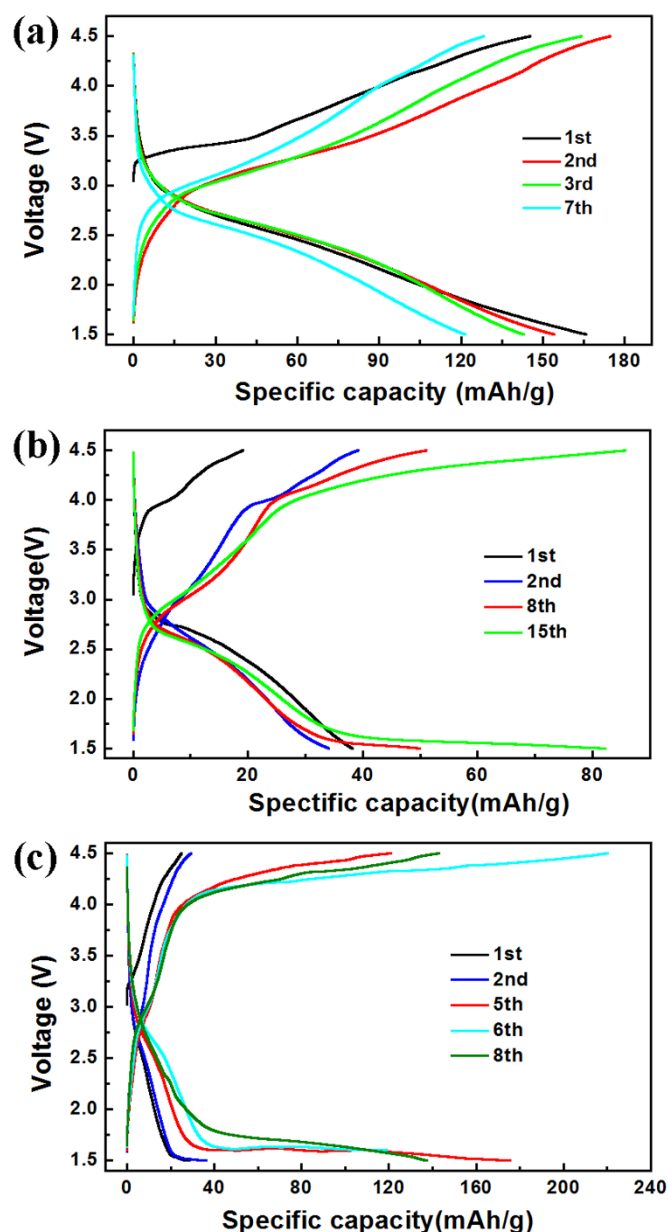 (a)
4.5
4.0
3.5
3.0
2.5
2.0
1.5
Voltage (V)
1st
2nd
3rd
7th
0 30 60 90 120 150 180
Specific capacity (mAh/g)
(b)
4.5
4.0
3.5
3.0
2.5
2.0
1.5
Voltage(V)
1st
2nd
8th
15th
0 20 40 60 80
Spectific capacity(mAh/g)
(c)
4.5
4.0
3.5
3.0
2.5
2.0
1.5
Voltage (V)
1st
2nd
5th
6th
8th
0 40 80 120 160 200 240
Specific capacity(mAh/g)